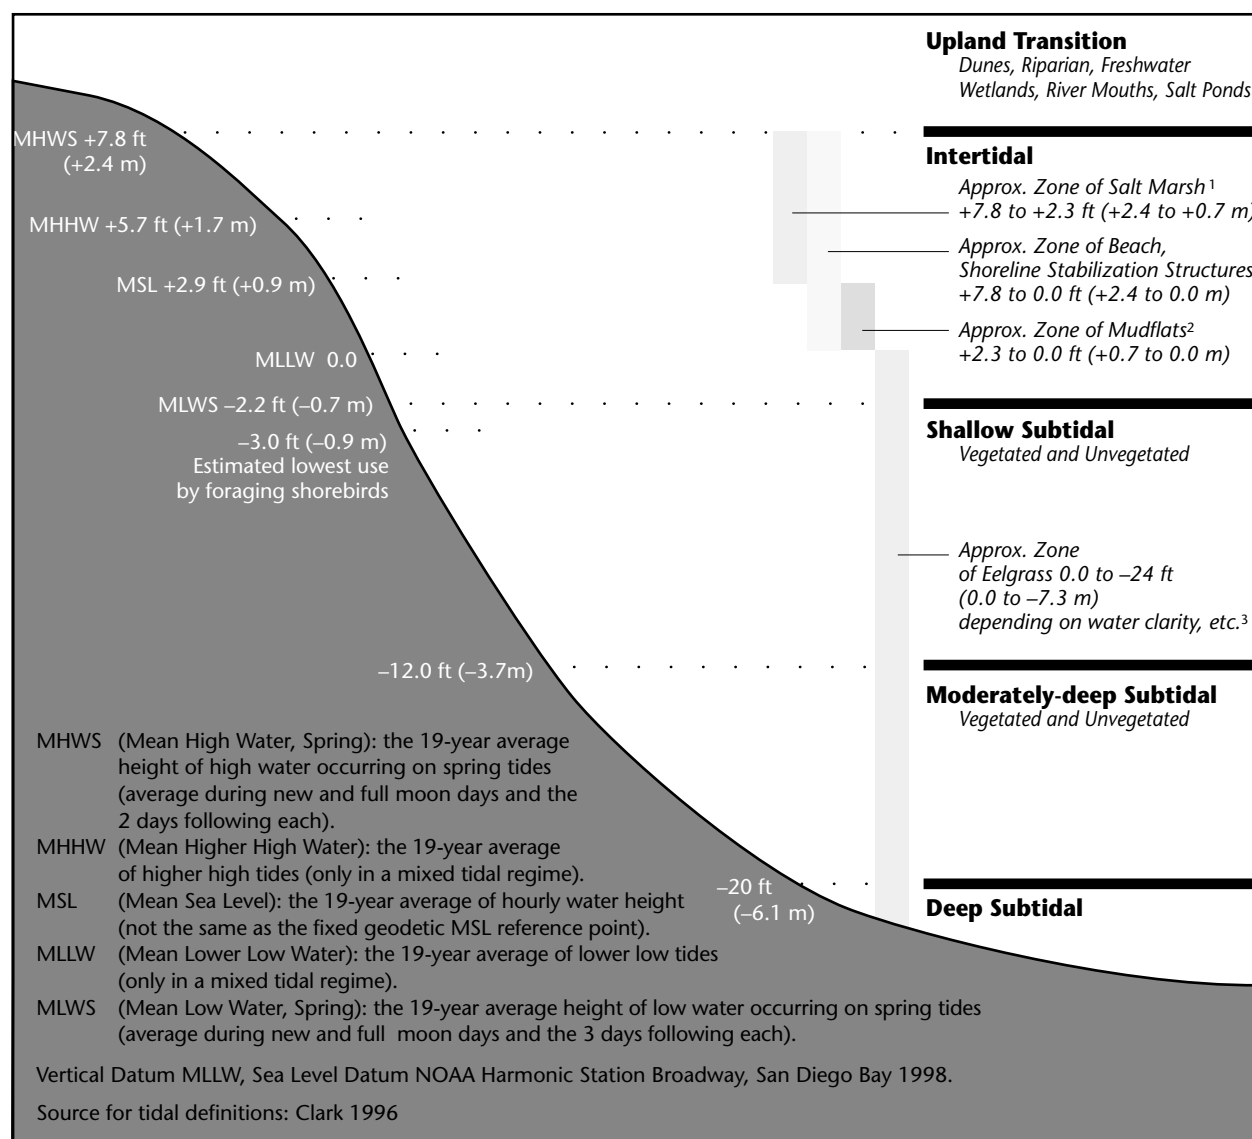 Upland Transition
Dunes, Riparian, Freshwater
Wetlands, River Mouths, Salt Ponds
MHWS +7.8 ft
(+2.4 m)
Intertidal
Approx. Zone of Salt Marsh1
+7.8 to +2.3 ft (+2.4 to +0.7 m)
MHHW +5.7 ft (+1.7 m)
Approx. Zone of Beach,
Shoreline Stabilization Structures
+7.8 to 0.0 ft (+2.4 to 0.0 m)
MSL +2.9 ft (+0.9 m)
Approx. Zone of Mudflats2
+2.3 to 0.0 ft (+0.7 to 0.0 m)
MLLW 0.0
MLWS –2.2 ft (–0.7 m)
–3.0 ft (–0.9 m)
Estimated lowest use
by foraging shorebirds
Shallow Subtidal
Vegetated and Unvegetated
Approx. Zone
of Eelgrass 0.0 to –24 ft
(0.0 to –7.3 m)
depending on water clarity, etc.3
–12.0 ft (–3.7m)
Moderately-deep Subtidal
Vegetated and Unvegetated
–20 ft
(–6.1 m)
Deep Subtidal
MHWS (Mean High Water, Spring): the 19-year average
height of high water occurring on spring tides
(average during new and full moon days and the
2 days following each).
MHHW (Mean Higher High Water): the 19-year average
of higher high tides (only in a mixed tidal regime).
MSL (Mean Sea Level): the 19-year average of hourly water height
(not the same as the fixed geodetic MSL reference point).
MLLW (Mean Lower Low Water): the 19-year average of lower low tides
(only in a mixed tidal regime).
MLWS (Mean Low Water, Spring): the 19-year average height of low water occurring on spring tides
(average during new and full moon days and the 3 days following each).
Vertical Datum MLLW, Sea Level Datum NOAA Harmonic Station Broadway, San Diego Bay 1998.
Source for tidal definitions: Clark 1996